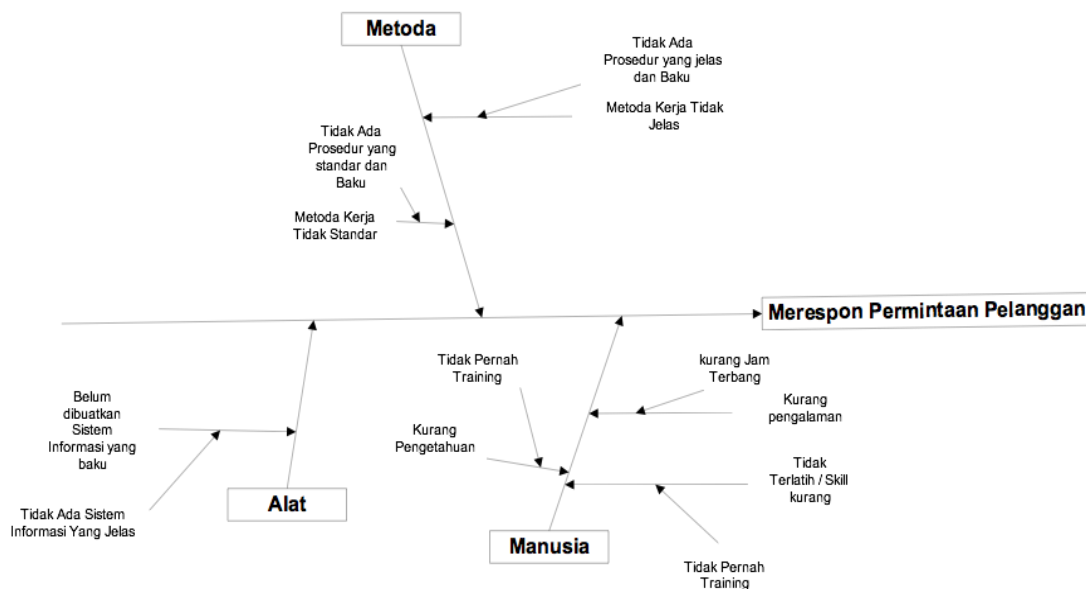 Metoda
Tidak Ada
Prosedur yang jelas
dan Baku
Metoda Kerja Tidak
Jelas
Tidak Ada
Prosedur yang
standar dan
Baku
Metoda Kerja
Tidak Standar
Merespon Permintaan Pelanggan
Tidak Pernah
Training
kurang Jam
Terbang
Belum
dibuatkan
Sistem
Informasi yang
baku
Kurang
Pengetahuan
Kurang
pengalaman
Tidak
Terlatih / Skill
kurang
Alat
Tidak Ada Sistem
Informasi Yang Jelas
Manusia
Tidak Pernah
Training